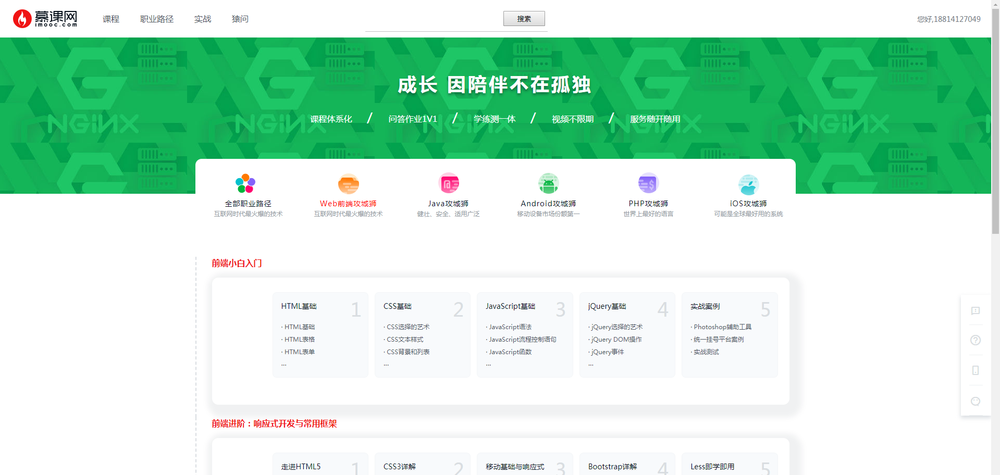 慕课网
imooc.com
课程 职业路径 实战 猿问
搜索
您好,18814127049
成长 因陪伴不在孤独
课程体系化 / 问答作业1V1 / 学练测一体 / 视频不限期 / 服务随开随用
NGiNX NGiNX NGiNX NGiNX NGiNX
全部职业路径
互联网时代最火爆的技术
Web前端攻城狮
互联网时代最火爆的技术
Java攻城狮
健壮、安全、适用广泛
Android攻城狮
移动设备市场份额第一
PHP攻城狮
世界上最好的语言
iOS攻城狮
可能是全球最好用的系统
前端小白入门
HTML基础 1
· HTML基础
· HTML表格
· HTML表单
...
CSS基础 2
· CSS选择的艺术
· CSS文本样式
· CSS背景和列表
...
JavaScript基础 3
· JavaScript语法
· JavaScript流程控制语句
· JavaScript函数
...
jQuery基础 4
· jQuery选择的艺术
· jQuery DOM操作
· jQuery事件
...
实战案例 5
· Photoshop辅助工具
· 统一挂号平台案例
· 实战测试
前端进阶：响应式开发与常用框架
走进HTML5 1
CSS3详解 2
移动基础与响应式 3
Bootstrap详解 4
Less即学即用 5